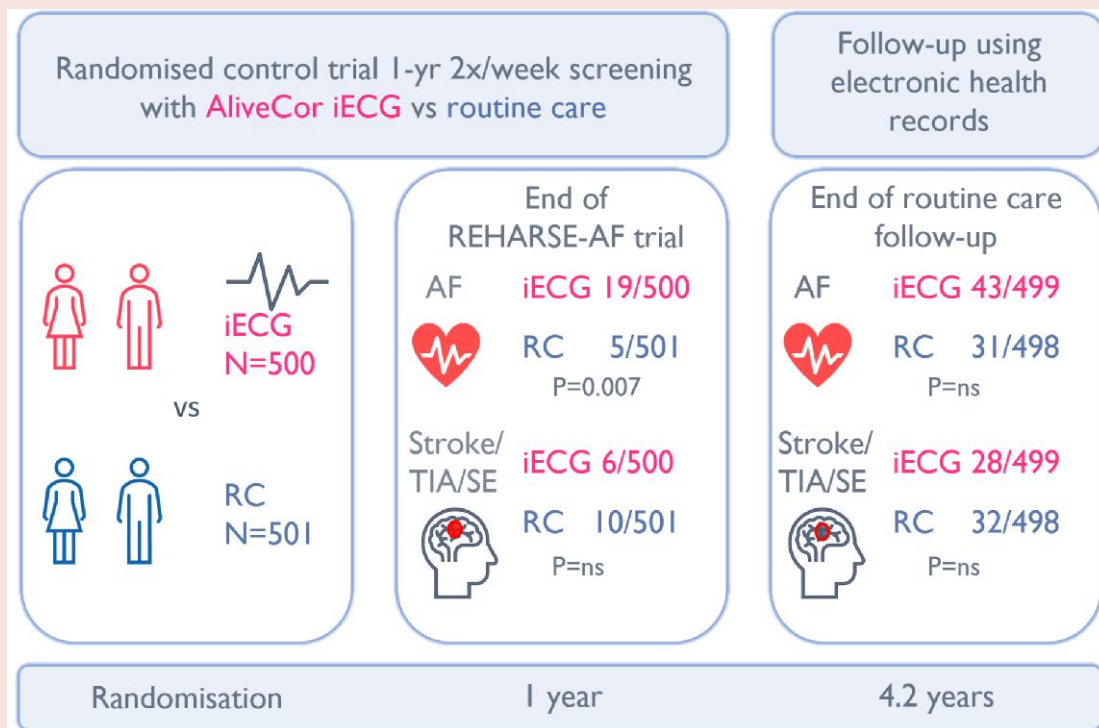 Randomised control trial 1-yr 2x/week screening
with AliveCor iECG vs routine care
Follow-up using
electronic health
records
iECG
N=500
vs
RC
N=501
End of
REHARSE-AF trial
AF iECG 19/500
RC 5/501
P=0.007
Stroke/
TIA/SE
iECG 6/500
RC 10/501
P=ns
End of routine care
follow-up
AF iECG 43/499
RC 31/498
P=ns
Stroke/
TIA/SE
iECG 28/499
RC 32/498
P=ns
Randomisation
1 year
4.2 years